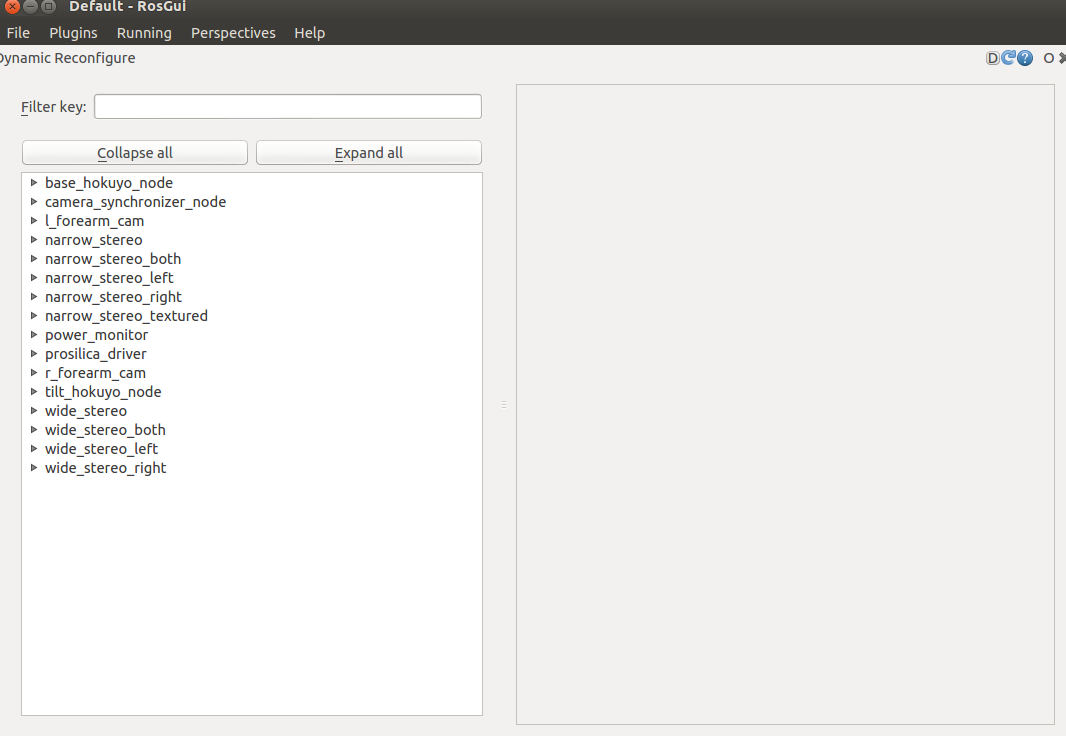 Default - RosGui
File Plugins Running Perspectives Help
Dynamic Reconfigure D ? O
Filter key:
Collapse all Expand all
base_hokuyo_node
camera_synchronizer_node
l_forearm_cam
narrow_stereo
narrow_stereo_both
narrow_stereo_left
narrow_stereo_right
narrow_stereo_textured
power_monitor
prosilica_driver
r_forearm_cam
tilt_hokuyo_node
wide_stereo
wide_stereo_both
wide_stereo_left
wide_stereo_right